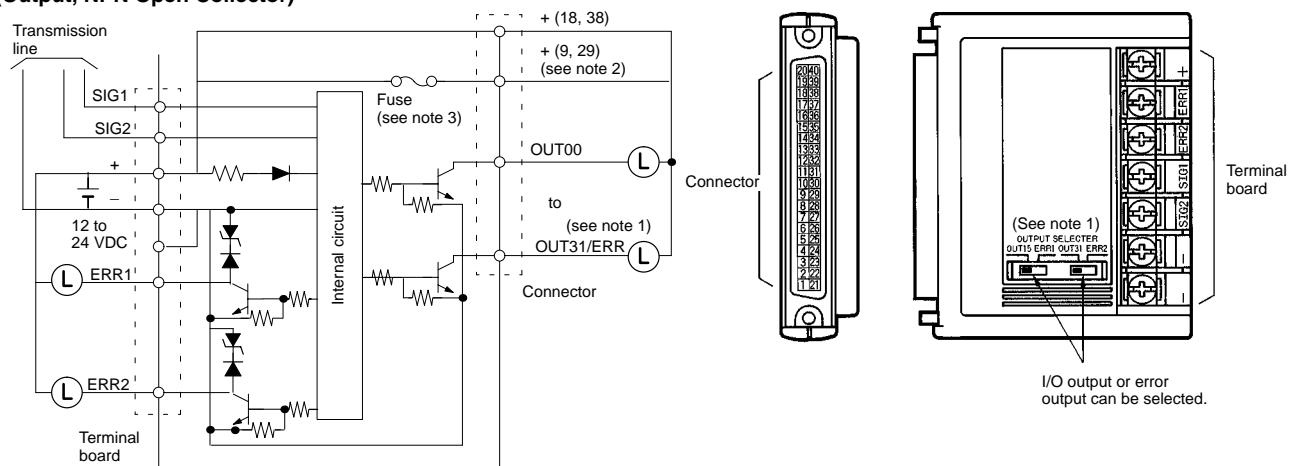 (Output, NPN Open Collector)
Transmission
line
SIG1
SIG2
+
–
12 to
24 VDC
L
ERR1
L
ERR2
Terminal
board
Internal circuit
Fuse
(see note 3)
+ (18, 38)
+ (9, 29)
(see note 2)
OUT00
L
to
(see note 1)
OUT31/ERR
L
Connector
Connector
20 40
19 39
18 38
17 37
16 36
15 35
14 34
13 33
12 32
11 31
10 30
9 29
8 28
7 27
6 26
5 25
4 24
3 23
2 22
1 21
(See note 1)
OUTPUT SELECTER
OUT15 ERR1 OUT31 ERR2
+
ERR1
ERR2
SIG1
SIG2
–
–
Terminal
board
I/O output or error
output can be selected.